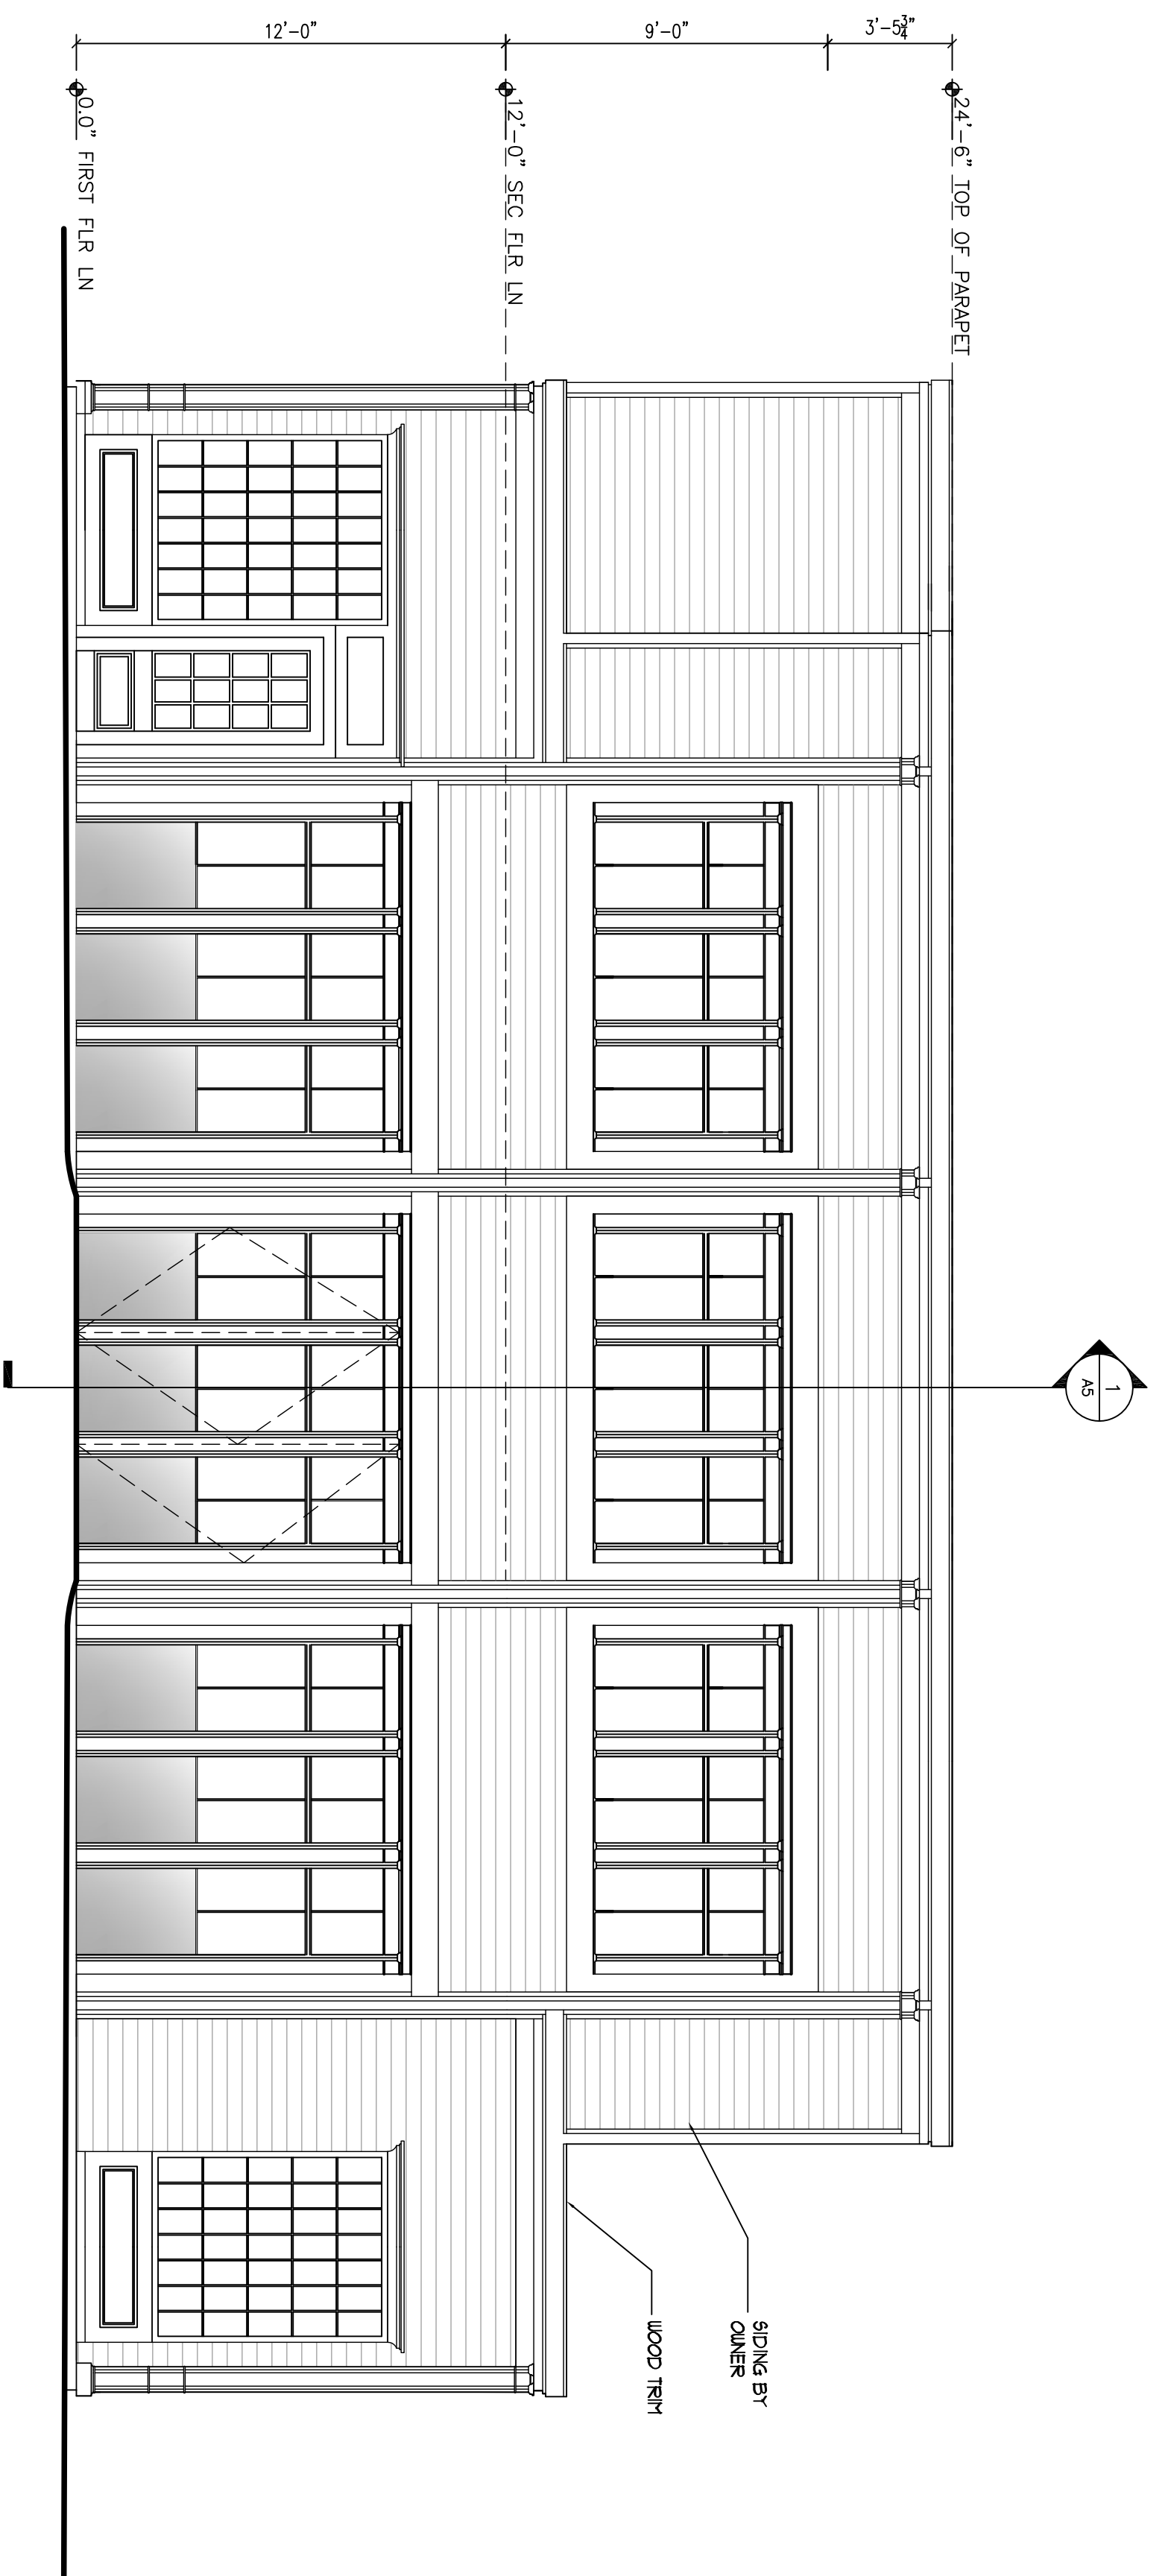 3'-5¾"
9'-0"
12'-0"
24'-6" TOP OF PARAPET
12'-0" SEC FLR LN
0.0" FIRST FLR LN
1
A5
SIDING BY
OWNER
WOOD TRIM